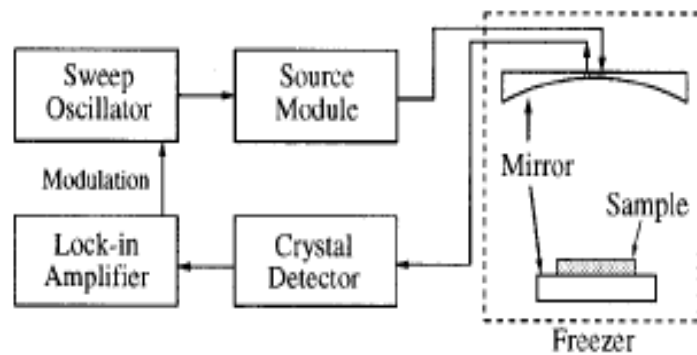 Sweep
Oscillator
Source
Module
Modulation
Mirror
Sample
Lock-in
Amplifier
Crystal
Detector
Freezer